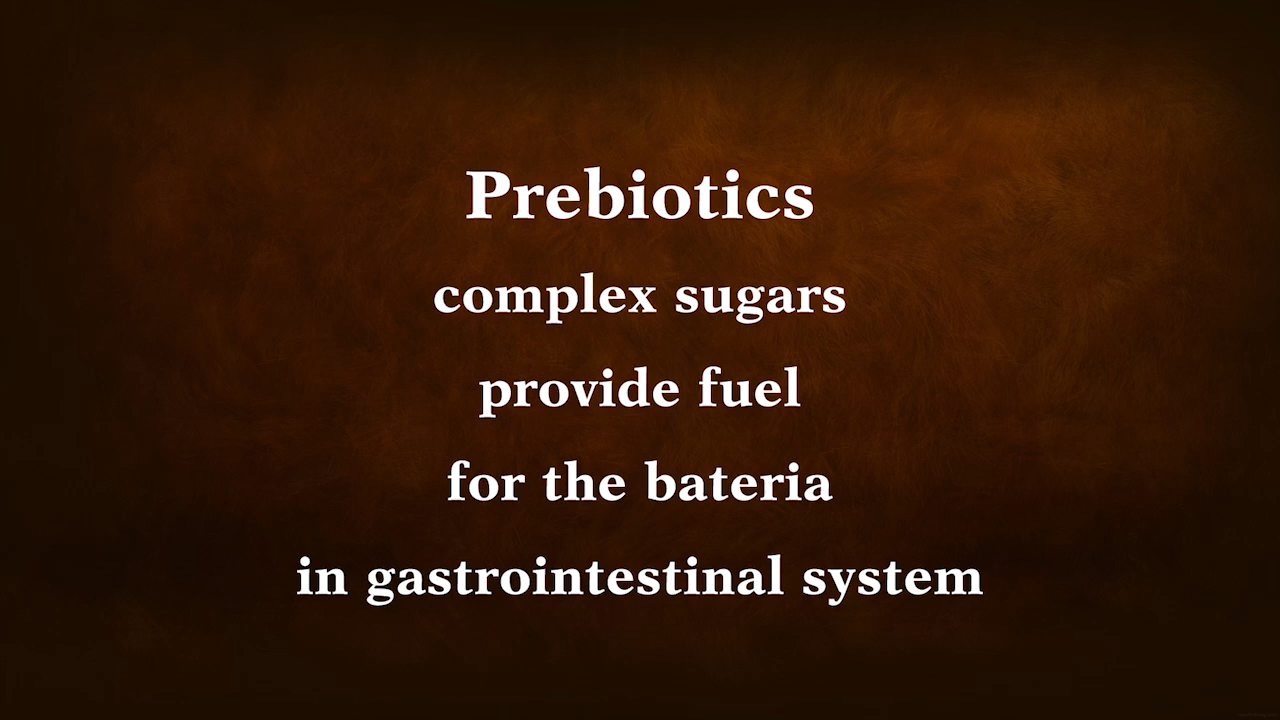 Prebiotics
complex sugars
provide fuel
for the bateria
in gastrointestinal system